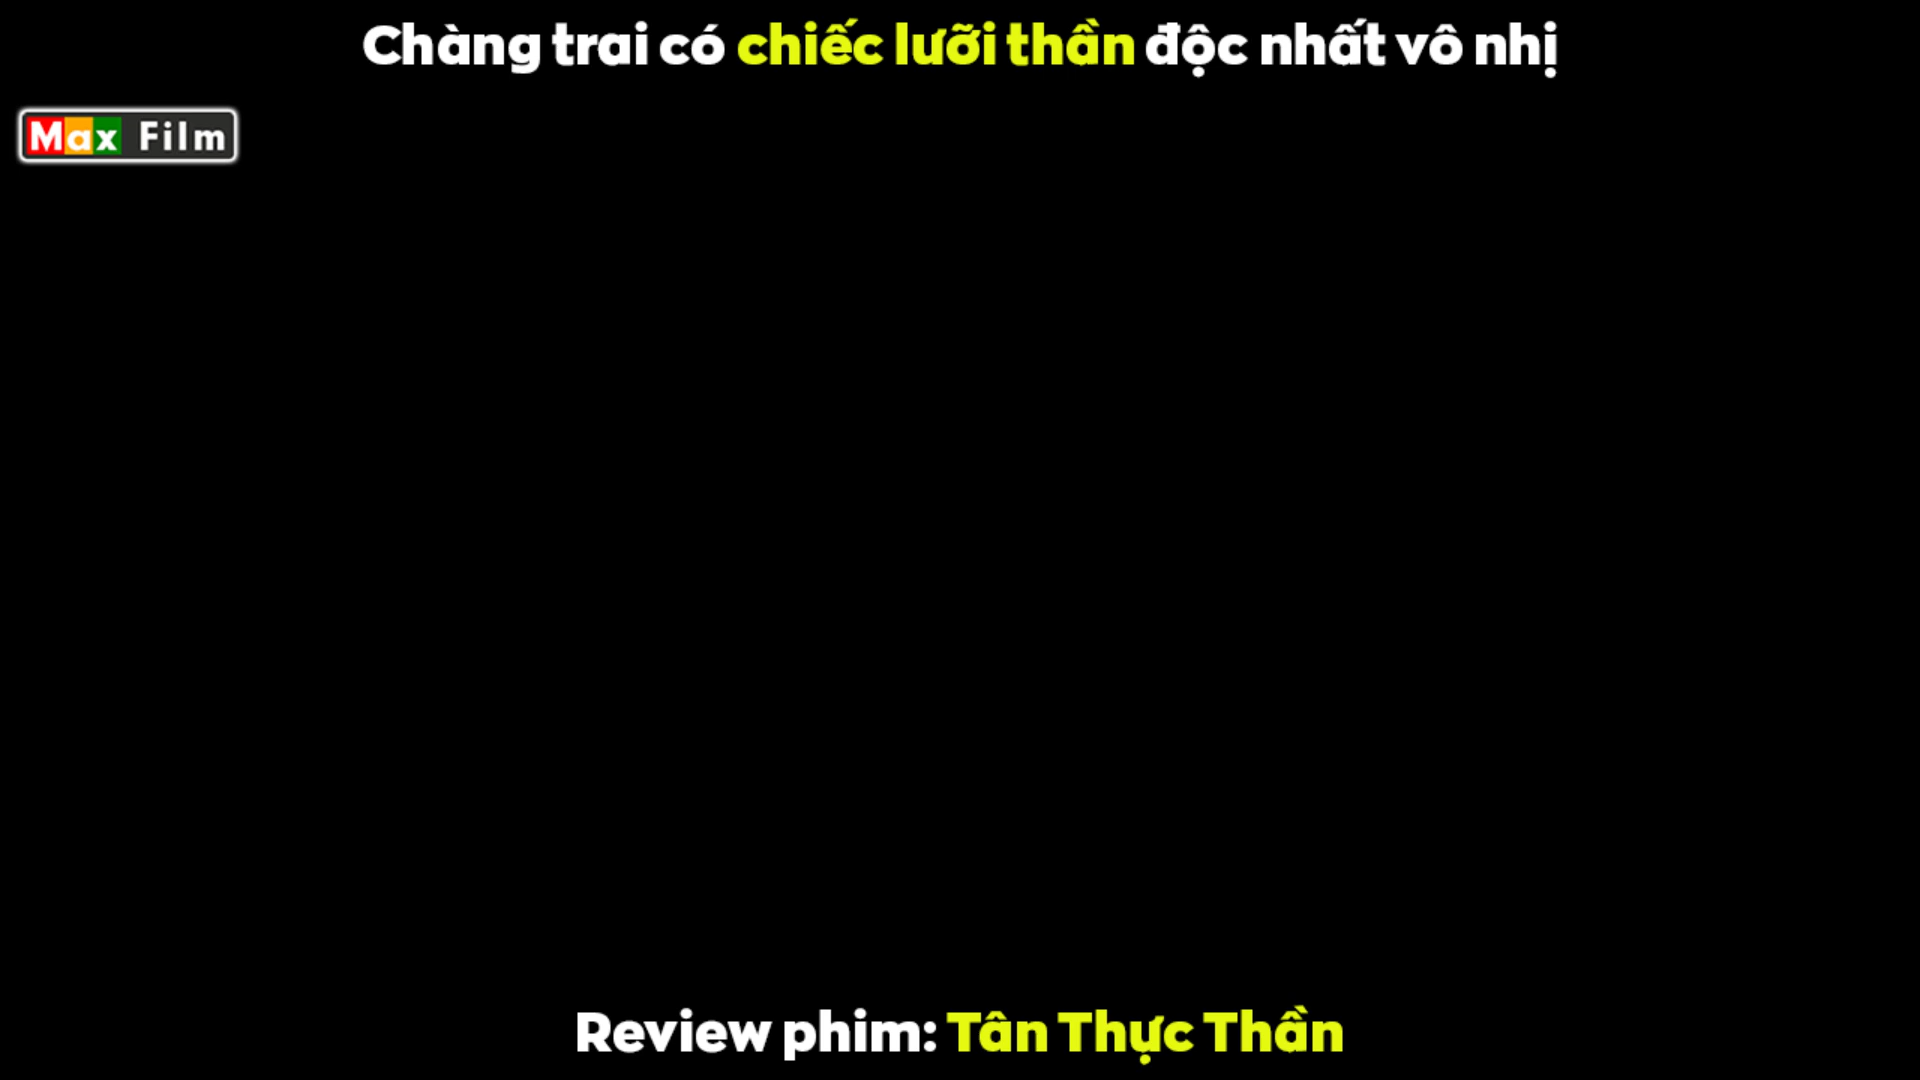 Chàng trai có chiếc lưỡi thần độc nhất vô nhị
Max Film
Review phim: Tân Thực Thần